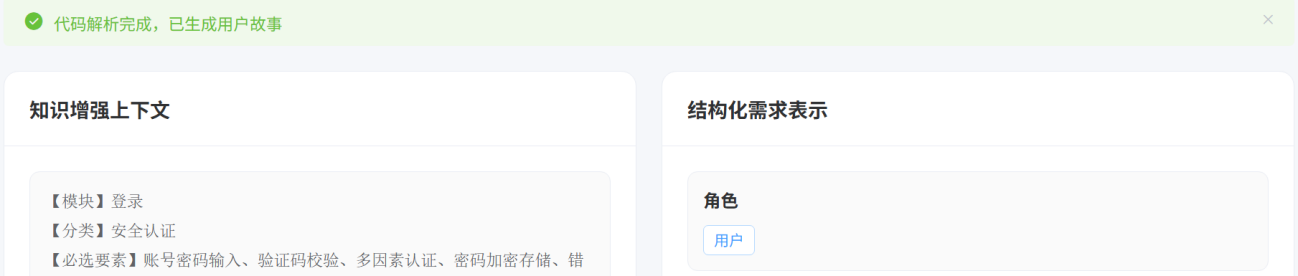 代码解析完成，已生成用户故事
知识增强上下文
【模块】登录
【分类】安全认证
【必选要素】账号密码输入、验证码校验、多因素认证、密码加密存储、错
结构化需求表示
角色
用户